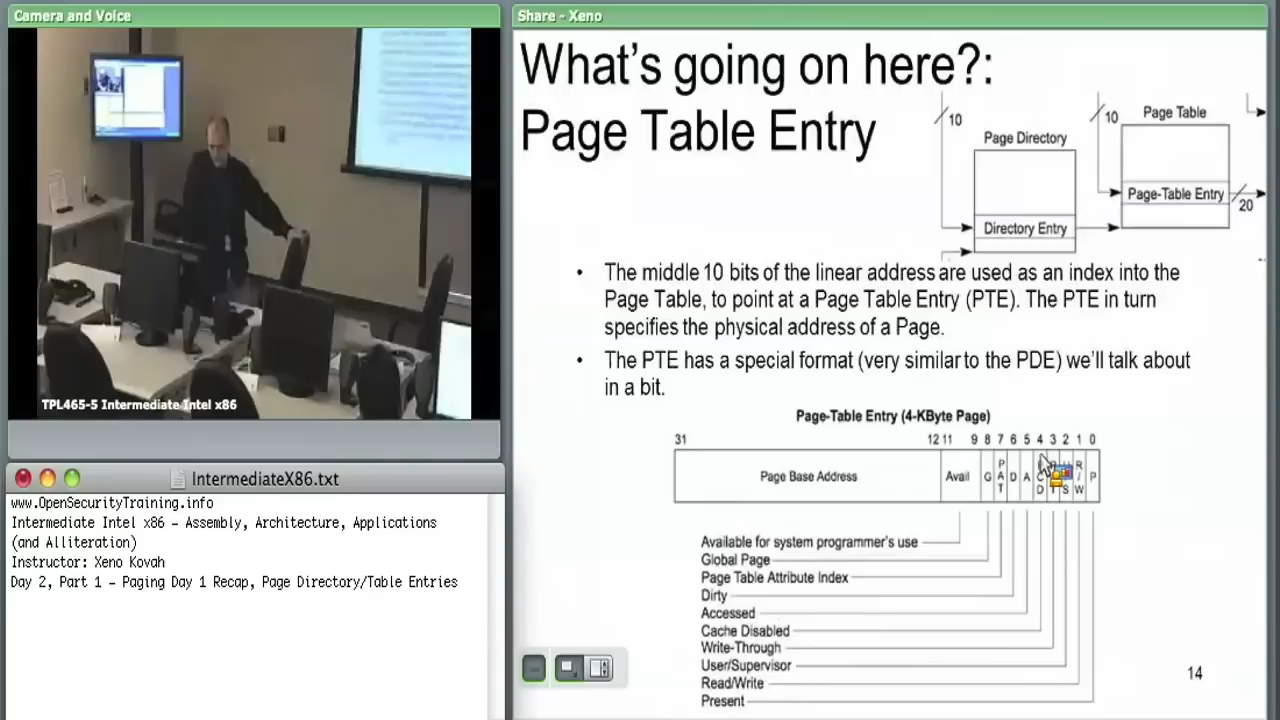 Camera and Voice
TPL465-5 Intermediate Intel x86
IntermediateX86.txt
www.OpenSecurityTraining.info
Intermediate Intel x86 – Assembly, Architecture, Applications
(and Alliteration)
Instructor: Xeno Kovah
Day 2, Part 1 – Paging Day 1 Recap, Page Directory/Table Entries
Share - Xeno
What's going on here?:
Page Table Entry
10
Page Directory
Directory Entry
10
Page Table
Page-Table Entry
20
• The middle 10 bits of the linear address are used as an index into the
Page Table, to point at a Page Table Entry (PTE). The PTE in turn
specifies the physical address of a Page.
• The PTE has a special format (very similar to the PDE) we'll talk about
in a bit.
Page-Table Entry (4-KByte Page)
31 12 11 9 8 7 6 5 4 3 2 1 0
Page Base Address Avail G PAT D A R/W P
Available for system programmer's use
Global Page
Page Table Attribute Index
Dirty
Accessed
Cache Disabled
Write-Through
User/Supervisor
Read/Write
Present
14